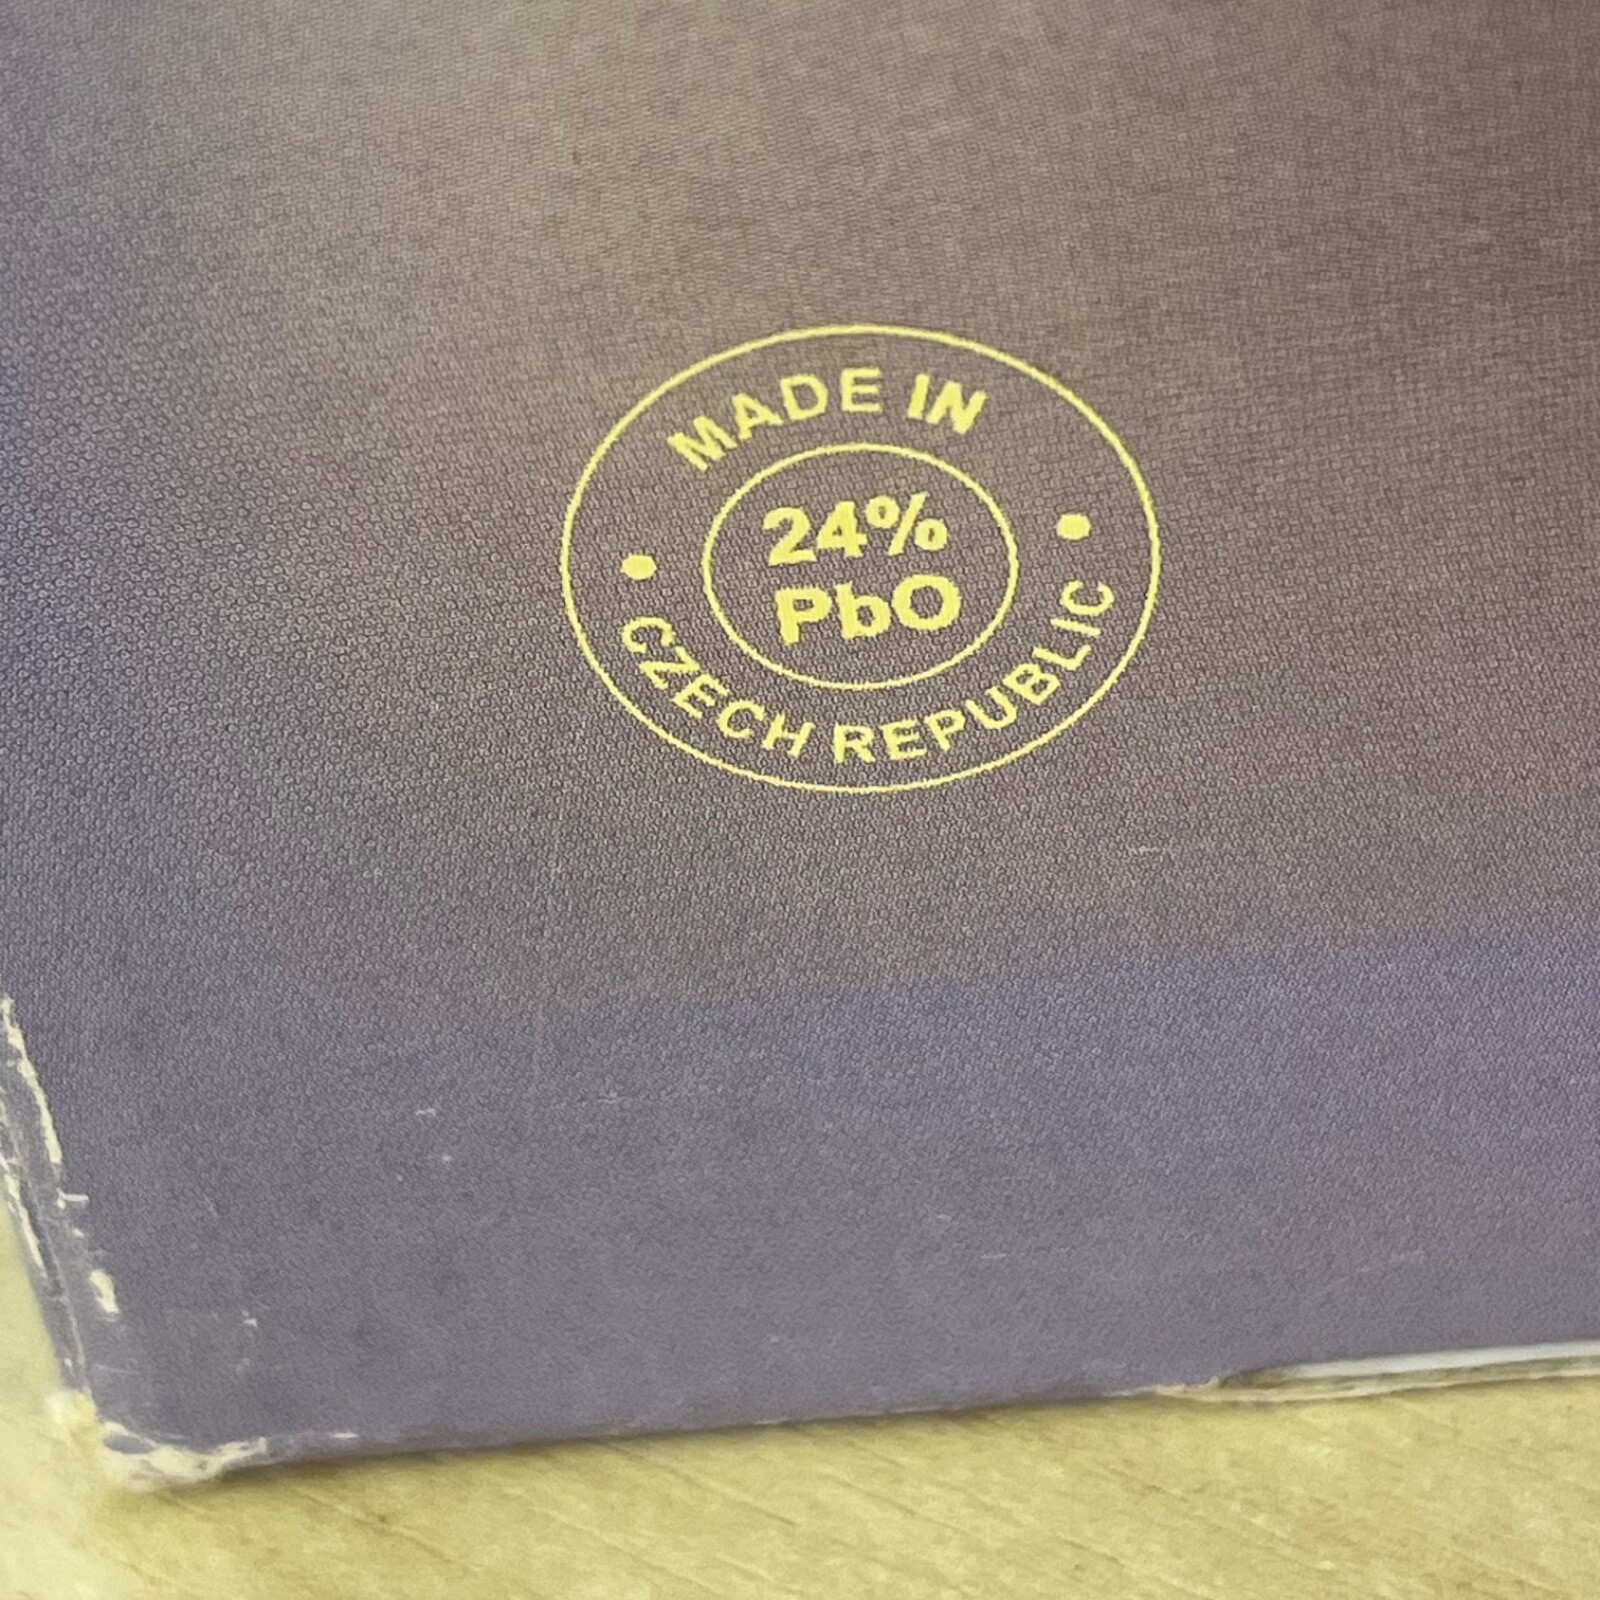 MADE IN
24%
PbO
CZECH REPUBLIC